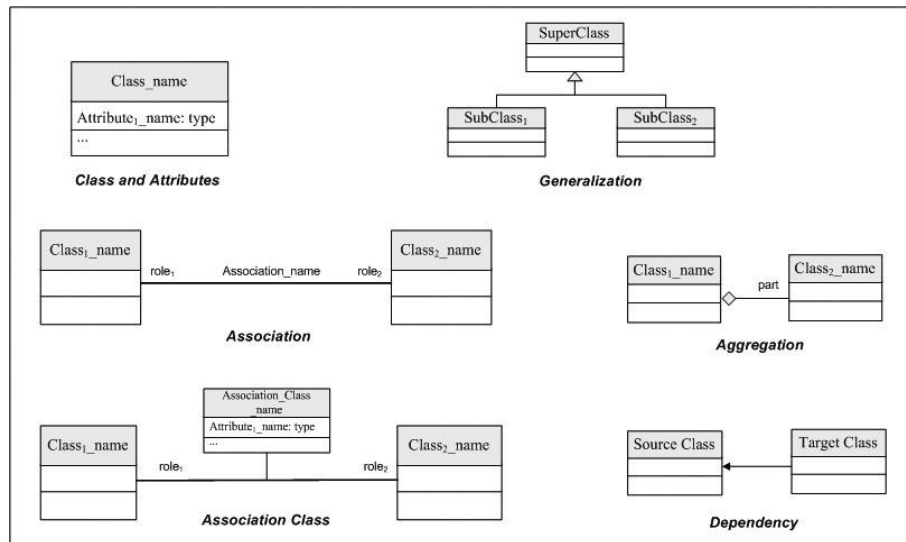 Class_name
Attribute₁_name: type
...
Class and Attributes
SuperClass
SubClass₁
SubClass₂
Generalization
Class₁_name
Class₂_name
role₁
Association_name
role₂
Association
Class₁_name
Class₂_name
part
Aggregation
Association_Class
_name
Attribute₁_name: type
...
Class₁_name
Class₂_name
role₁
role₂
Association Class
Source Class
Target Class
Dependency